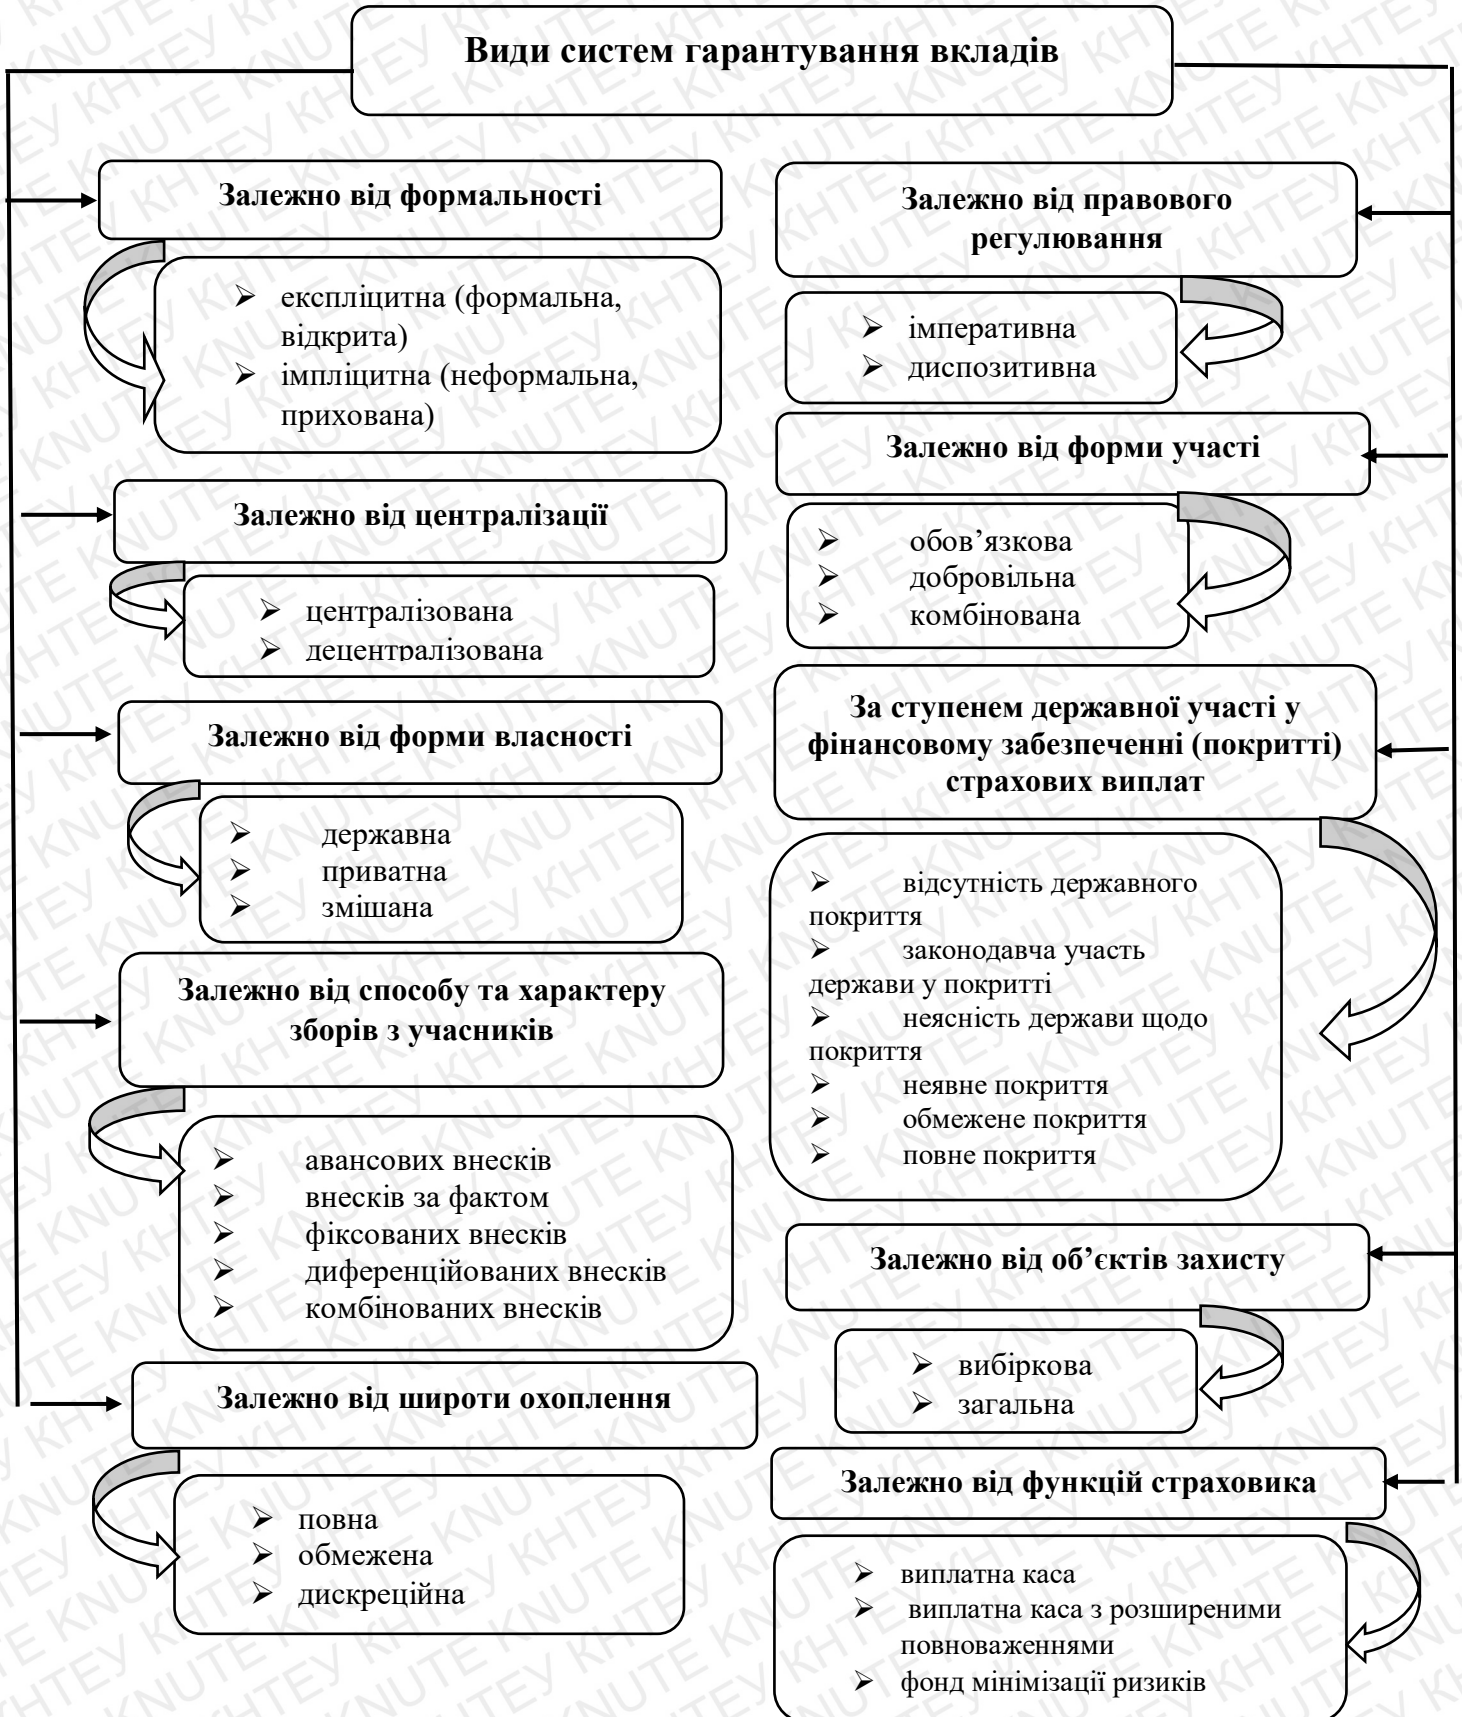 Види систем гарантування вкладів
Залежно від формальності
➢ експліцитна (формальна,
відкрита)
➢ імпліцитна (неформальна,
прихована)
Залежно від централізації
➢ централізована
➢ децентралізована
Залежно від форми власності
➢ державна
➢ приватна
➢ змішана
Залежно від способу та характеру
зборів з учасників
➢ авансових внесків
➢ внесків за фактом
➢ фіксованих внесків
➢ диференційованих внесків
➢ комбінованих внесків
Залежно від широти охоплення
➢ повна
➢ обмежена
➢ дискреційна
Залежно від правового
регулювання
➢ імперативна
➢ диспозитивна
Залежно від форми участі
➢ обов’язкова
➢ добровільна
➢ комбінована
За ступенем державної участі у
фінансовому забезпеченні (покритті)
страхових виплат
➢ відсутність державного
покриття
➢ законодавча участь
держави у покритті
➢ неясність держави щодо
покриття
➢ неявне покриття
➢ обмежене покриття
➢ повне покриття
Залежно від об’єктів захисту
➢ вибіркова
➢ загальна
Залежно від функцій страховика
➢ виплатна каса
➢ виплатна каса з розширеними
повноваженнями
➢ фонд мінімізації ризиків